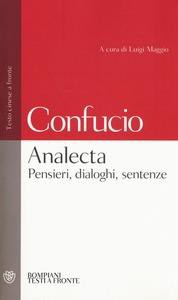 Testo cinese a fronte
A cura di Luigi Maggio
Confucio
Analecta
Pensieri, dialoghi, sentenze
BOMPIANI
TESTI A FRONTE